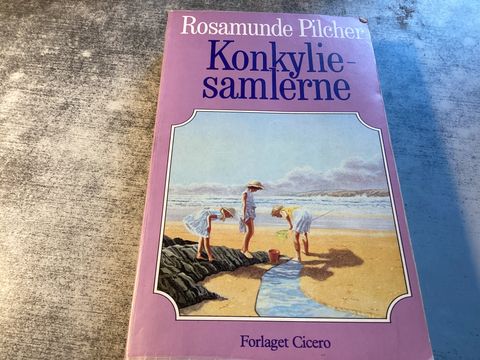 Rosamunde Pilcher
Konkylie-
samlerne
Forlaget Cicero